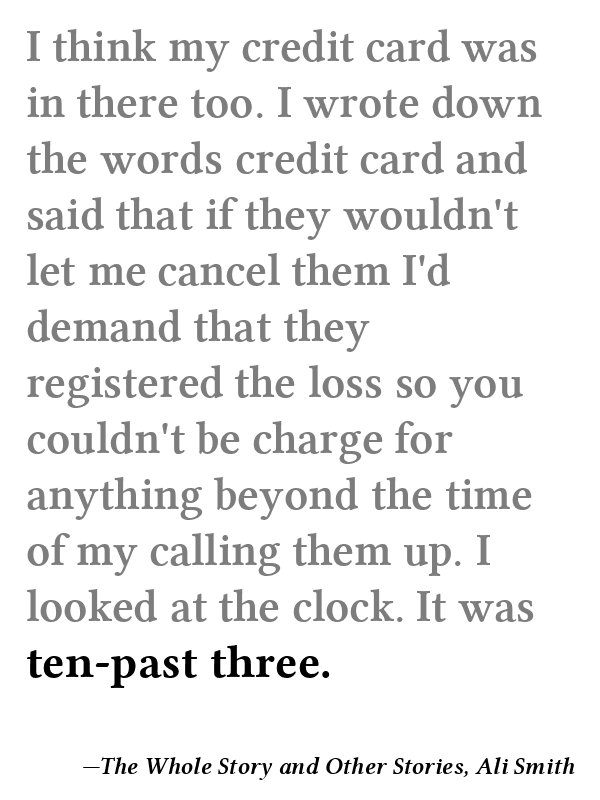 I think my credit card was
in there too. I wrote down
the words credit card and
said that if they wouldn't
let me cancel them I'd
demand that they
registered the loss so you
couldn't be charge for
anything beyond the time
of my calling them up. I
looked at the clock. It was
ten-past three.
—The Whole Story and Other Stories, Ali Smith